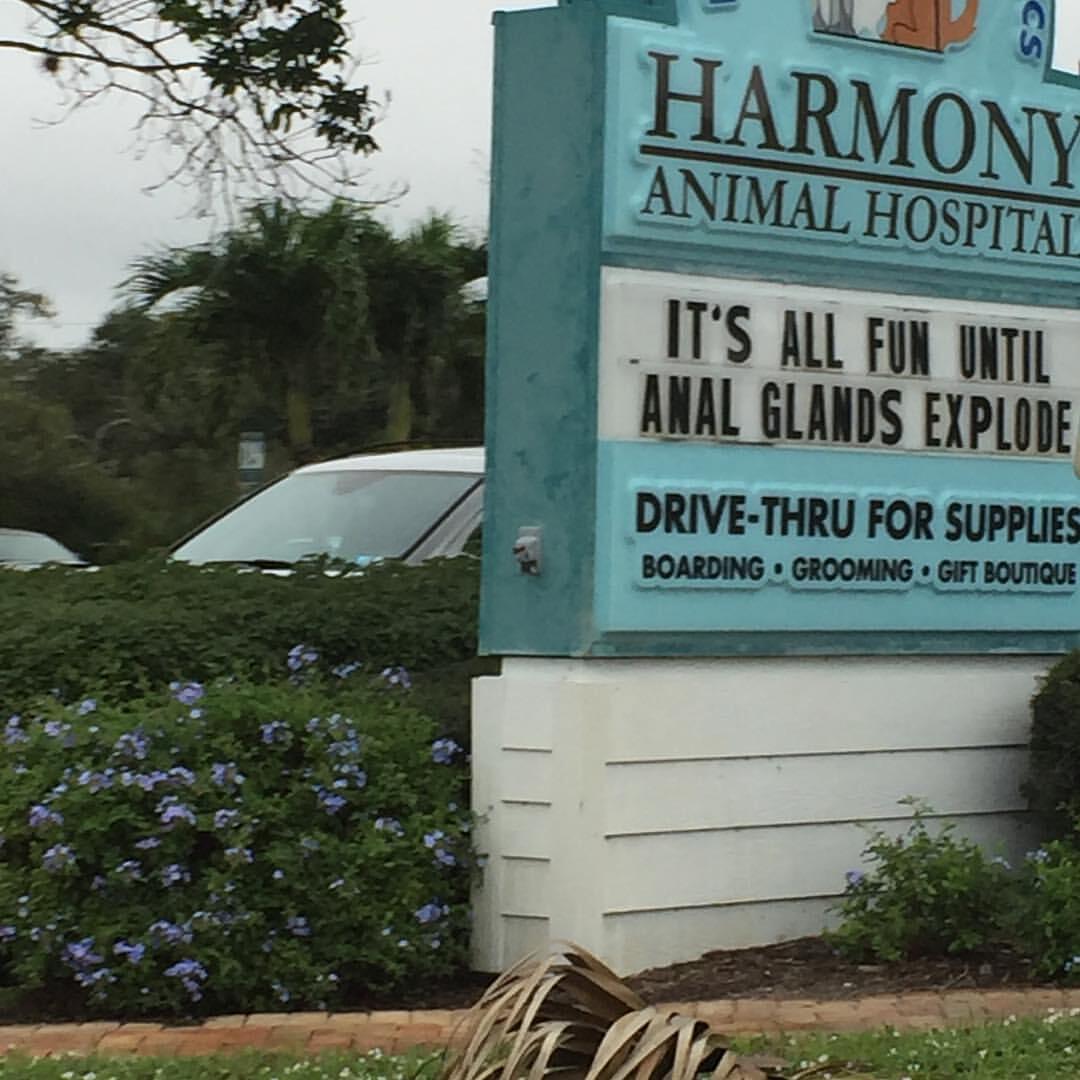 HARMONY
ANIMAL HOSPITAL
IT'S ALL FUN UNTIL
ANAL GLANDS EXPLODE
DRIVE-THRU FOR SUPPLIES
BOARDING • GROOMING • GIFT BOUTIQUE